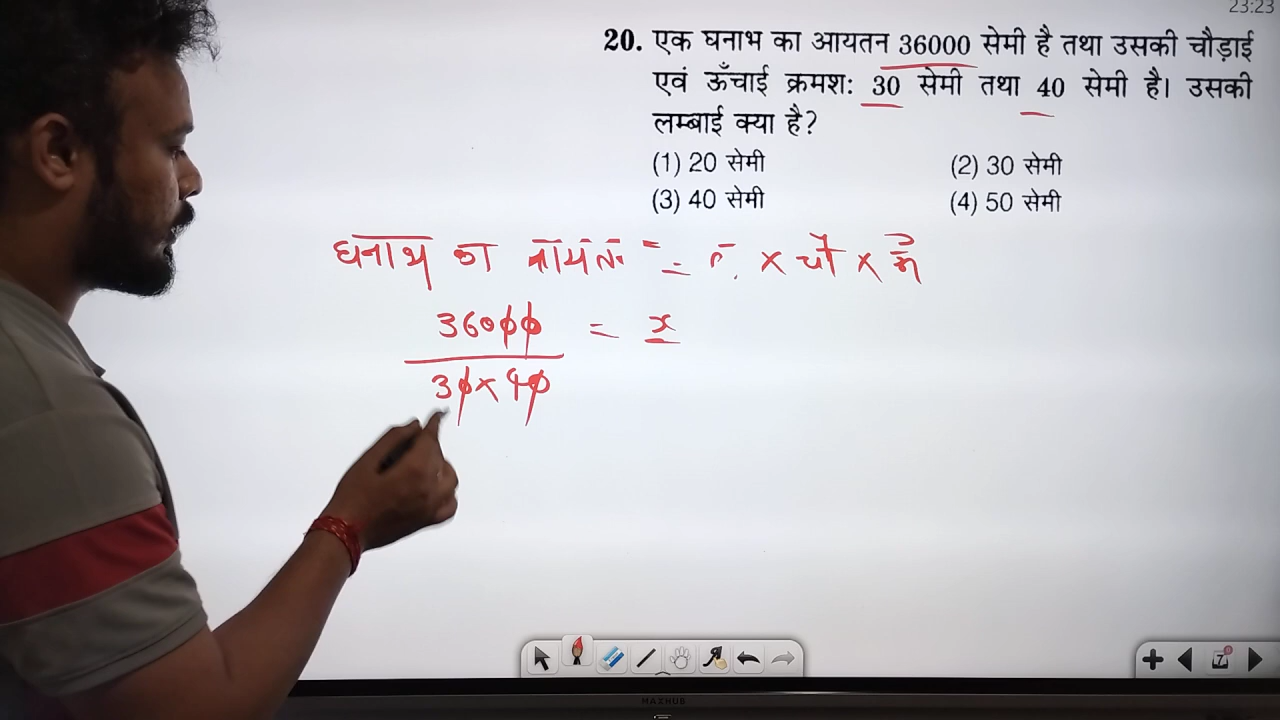 23:23
20. एक घनाभ का आयतन 36000 सेमी है तथा उसकी चौड़ाई
एवं ऊँचाई क्रमश: 30 सेमी तथा 40 सेमी है। उसकी
लम्बाई क्या है?
(1) 20 सेमी (2) 30 सेमी
(3) 40 सेमी (4) 50 सेमी
घनाभ का आयतन = × चौ ×
36000 = x
30 × 40
MAXHUB